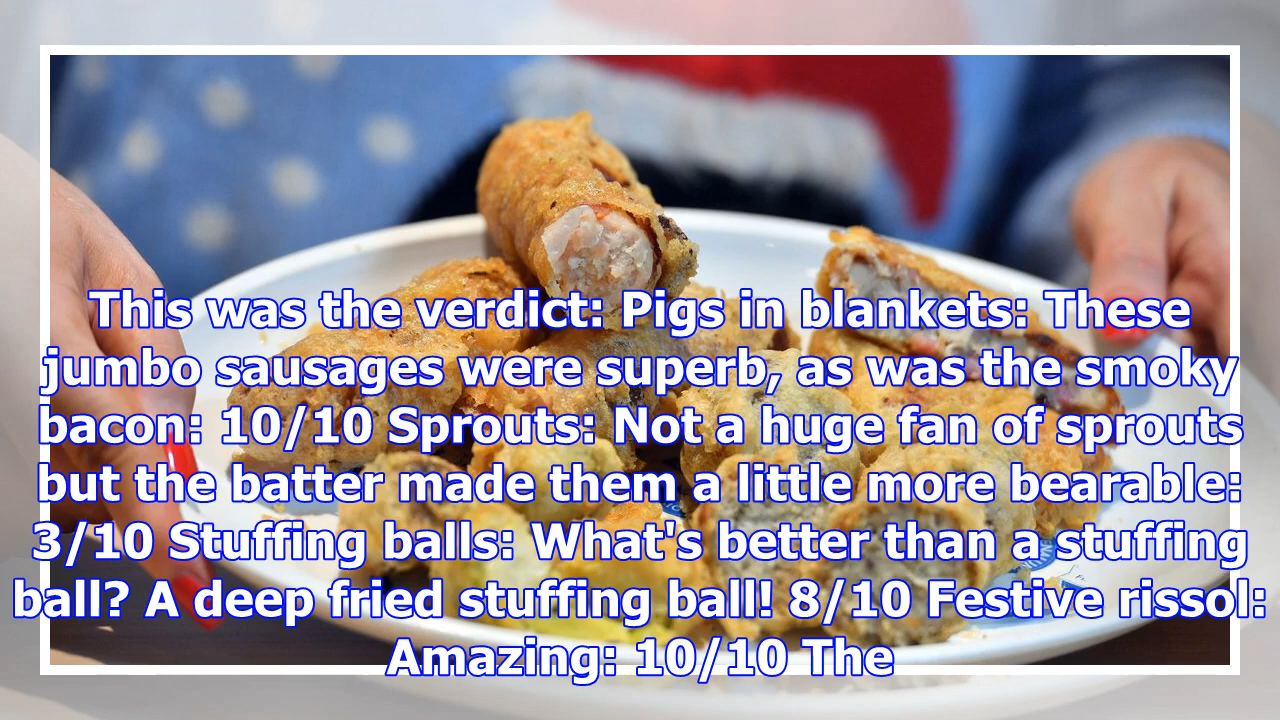 This was the verdict: Pigs in blankets: These
jumbo sausages were superb, as was the smoky
bacon: 10/10 Sprouts: Not a huge fan of sprouts
but the batter made them a little more bearable:
3/10 Stuffing balls: What's better than a stuffing
ball? A deep fried stuffing ball! 8/10 Festive rissol:
Amazing: 10/10 The